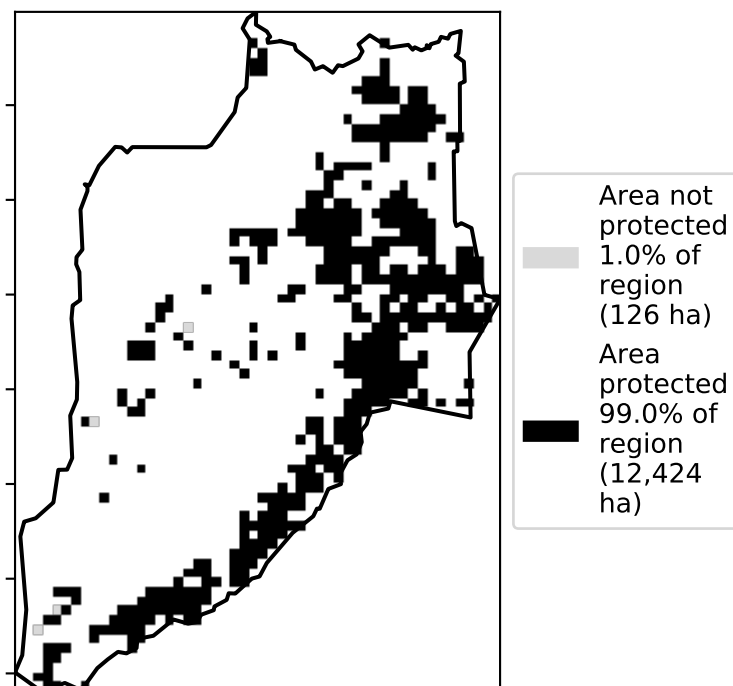 Area not
protected
1.0% of
region
(126 ha)
Area
protected
99.0% of
region
(12,424
ha)